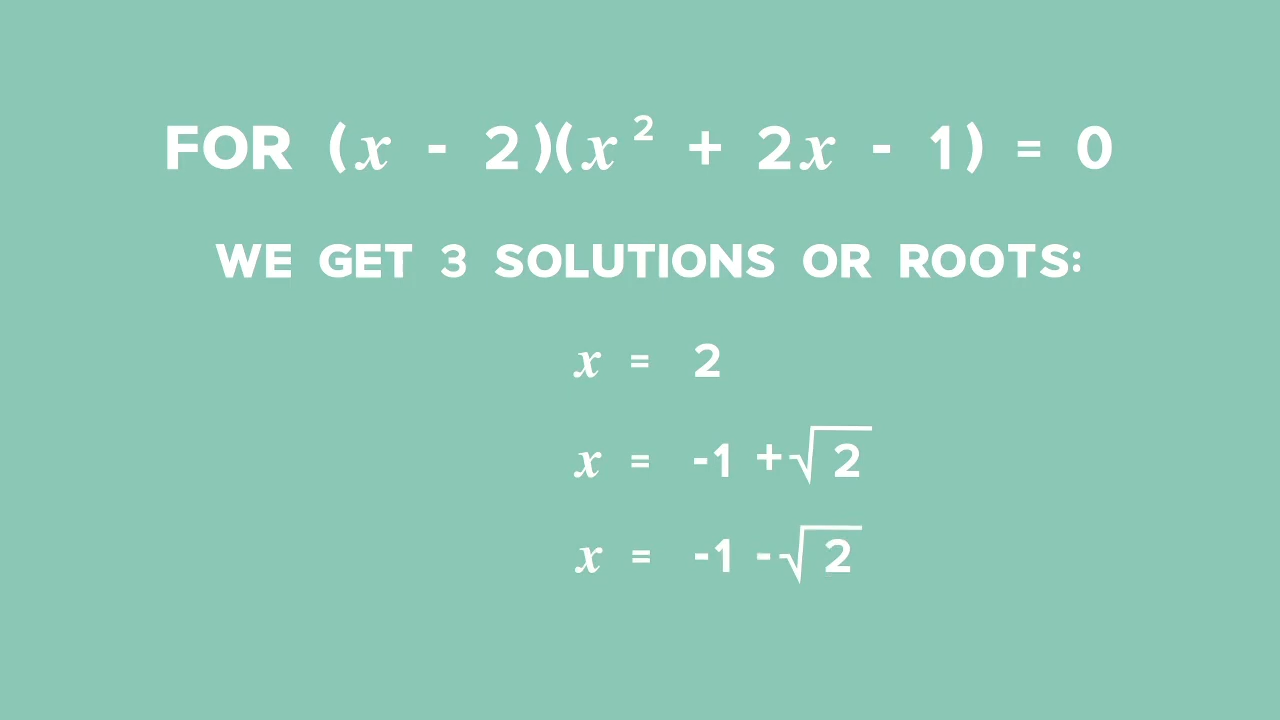 FOR (x - 2)(x² + 2x - 1) = 0
WE GET 3 SOLUTIONS OR ROOTS:
x = 2
x = -1 +√2
x = -1 -√2